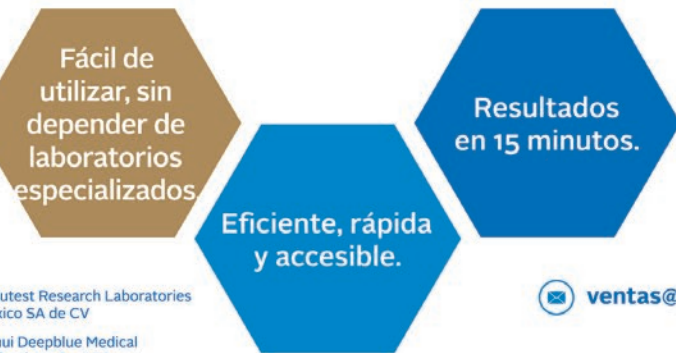 Fácil de
utilizar, sin
depender de
laboratorios
especializados.
Resultados
en 15 minutos.
Eficiente, rápida
y accesible.
Research Laboratories
SA de CV
Deepblue Medical
ventas@